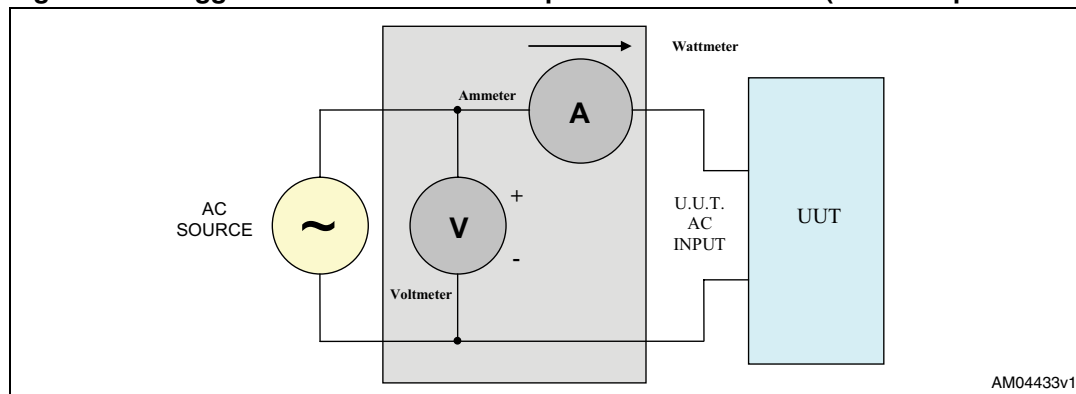 Wattmeter
Ammeter
A
AC
SOURCE
~
V
+
-
Voltmeter
U.U.T.
AC
INPUT
UUT
AM04433v1